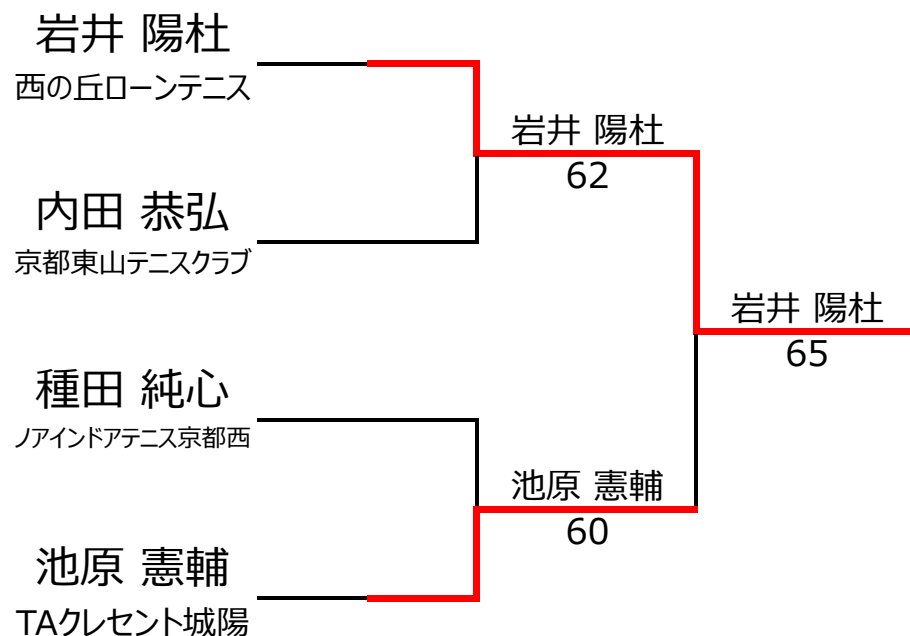 岩井 陽杜
西の丘ローンテニス
岩井 陽杜
62
内田 恭弘
京都東山テニスクラブ
岩井 陽杜
65
種田 純心
ノアインドアテニス京都西
池原 憲輔
60
池原 憲輔
TAクレセント城陽